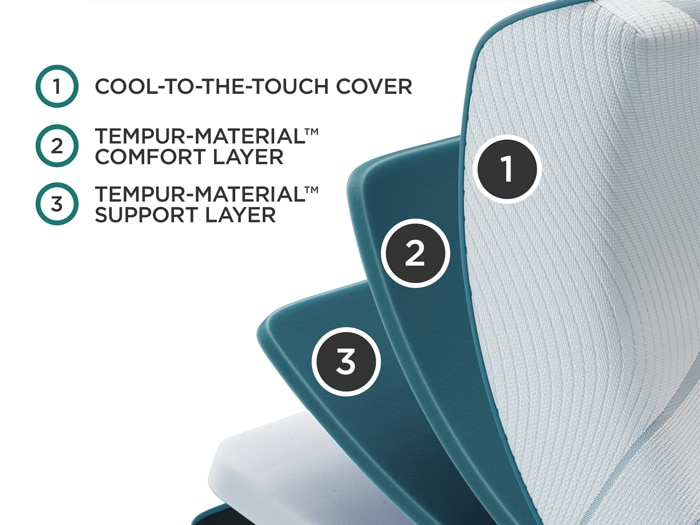 1 COOL-TO-THE-TOUCH COVER
2 TEMPUR-MATERIAL™
COMFORT LAYER
3 TEMPUR-MATERIAL™
SUPPORT LAYER
1
2
3